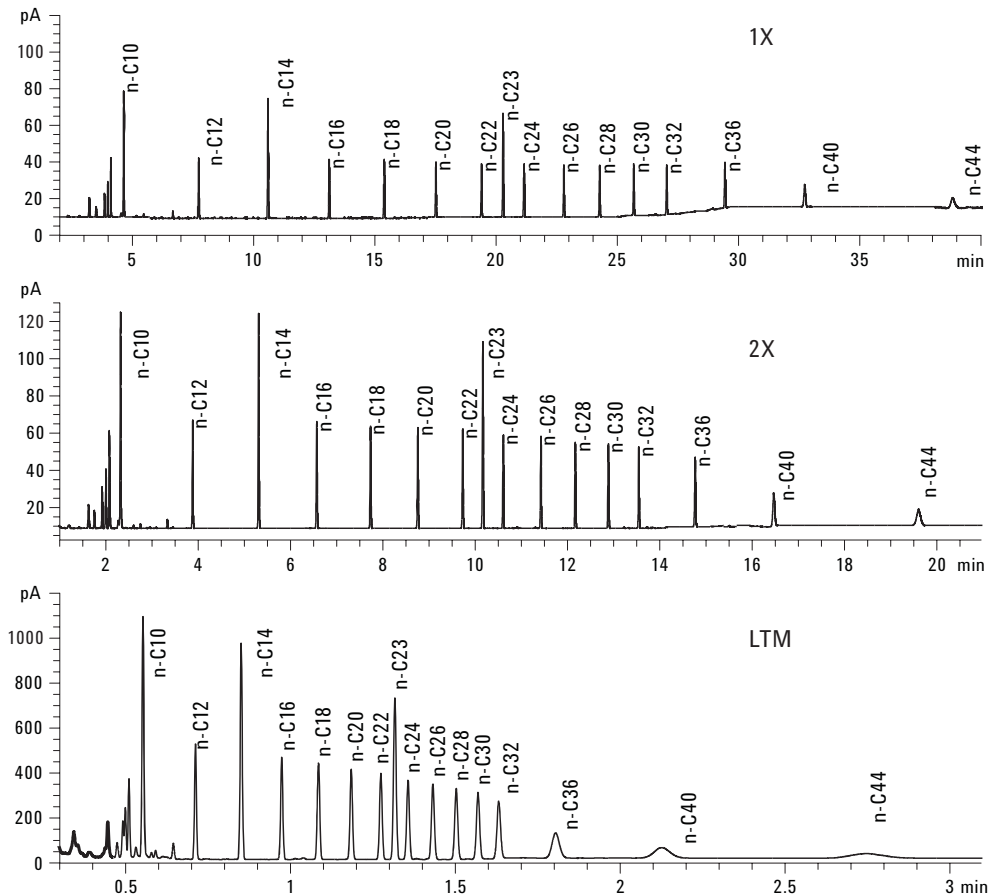 pA
1X
100
80
60
40
20
0
n-C10
n-C12
n-C14
n-C16
n-C18
n-C20
n-C22
n-C23
n-C24
n-C26
n-C28
n-C30
n-C32
n-C36
n-C40
n-C44
5 10 15 20 25 30 35 min
pA
2X
120
100
80
60
40
20
n-C10
n-C12
n-C14
n-C16
n-C18
n-C20
n-C22
n-C23
n-C24
n-C26
n-C28
n-C30
n-C32
n-C36
n-C40
n-C44
2 4 6 8 10 12 14 16 18 20 min
pA
LTM
1000
800
600
400
200
0
n-C10
n-C12
n-C14
n-C16
n-C18
n-C20
n-C22
n-C23
n-C24
n-C26
n-C28
n-C30
n-C32
n-C36
n-C40
n-C44
0.5 1 1.5 2 2.5 3 min